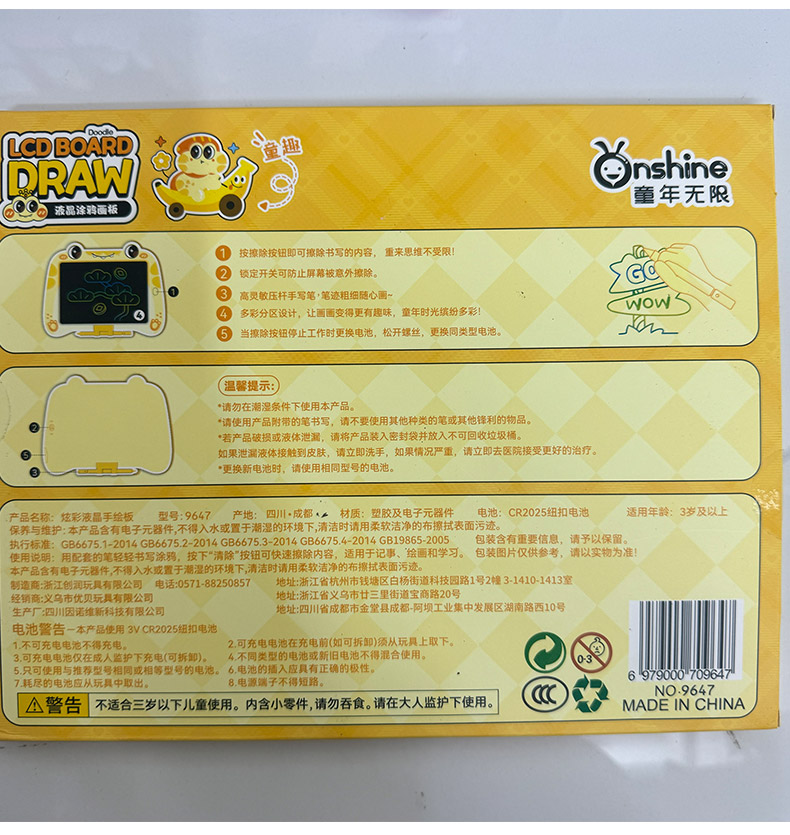 Doodle
LCD BOARD
DRAW
液晶涂鸦画板
童趣
Onshine
童年无限
1 按擦除按钮即可擦除书写的内容，重来思维不受限!
2 锁定开关可防止屏幕被意外擦除。
3 高灵敏压杆手写笔，笔迹粗细随心画~
4 多彩分区设计，让画画变得更有趣味，童年时光缤纷多彩!
5 当擦除按钮停止工作时更换电池，松开螺丝，更换同类型电池。
1
4
GO
WOW
温馨提示:
*请勿在潮湿条件下使用本产品。
*请使用产品附带的笔书写，请不要使用其他种类的笔或其他锋利的物品。
*若产品破损或液体泄漏，请将产品装入密封袋并放入不可回收垃圾桶。
如果泄漏液体接触到皮肤，请立即洗手，如果情况严重，请立即去医院接受更好的治疗。
*更换新电池时，请使用相同型号的电池。
2
5
3
产品名称: 炫彩液晶手绘板 型号: 9647 产地: 四川·成都 材质: 塑胶及电子元器件 电池: CR2025纽扣电池 适用年龄: 3岁及以上
保养与维护: 本产品含有电子元器件,不得入水或置于潮湿的环境下,清洁时请用柔软洁净的布擦拭表面污迹。
执行标准: GB6675.1-2014 GB6675.2-2014 GB6675.3-2014 GB6675.4-2014 GB19865-2005 包装含有重要信息，请予以保留。
使用说明: 用配套的笔轻轻书写涂鸦，按下"清除"按钮可快速擦除内容，适用于记事、绘画和学习。 包装图片仅供参考，请以实物为准!
本产品含有电子元器件,不得入水或置于潮湿的环境下,清洁时请用柔软洁净的布擦拭表面污迹。
制造商: 浙江创润玩具有限公司 电话: 0571-88250857 地址: 浙江省杭州市钱塘区白杨街道科技园路1号2幢 3-1410-1413室
经销商: 义乌市优贝玩具有限公司 地址: 浙江省义乌市廿三里街道宝商路20号
生产厂: 四川因诺维新科技有限公司 地址: 四川省成都市金堂县成都-阿坝工业集中发展区湖南路西10号
电池警告－本产品使用 3V CR2025纽扣电池
1.不可充电电池不得充电。 2.可充电电池在充电前(如可拆卸)须从玩具上取下。
3.可充电电池仅在成人监护下充电(可拆卸)。 4.不同类型的电池或新旧电池不得混合使用。
5.只可使用与推荐型号相同或相等型号的电池。 6.电池的插入应具有正确的极性。
7.耗尽的电池应从玩具中取出。 8.电源端子不得短路。
警告 不适合三岁以下儿童使用。内含小零件，请勿吞食。请在大人监护下使用。
0-3
CCC
6 979000 709647
NO.9647
MADE IN CHINA